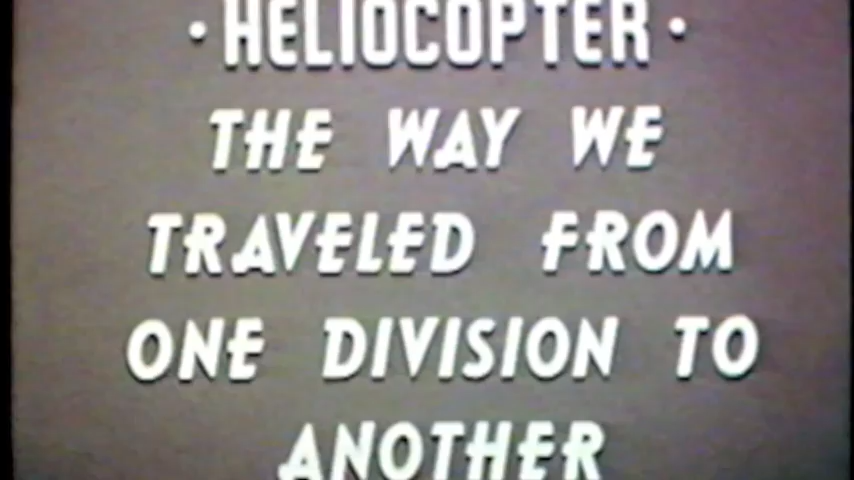 · HELIOCOPTER ·
THE WAY WE
TRAVELED FROM
ONE DIVISION TO
ANOTHER